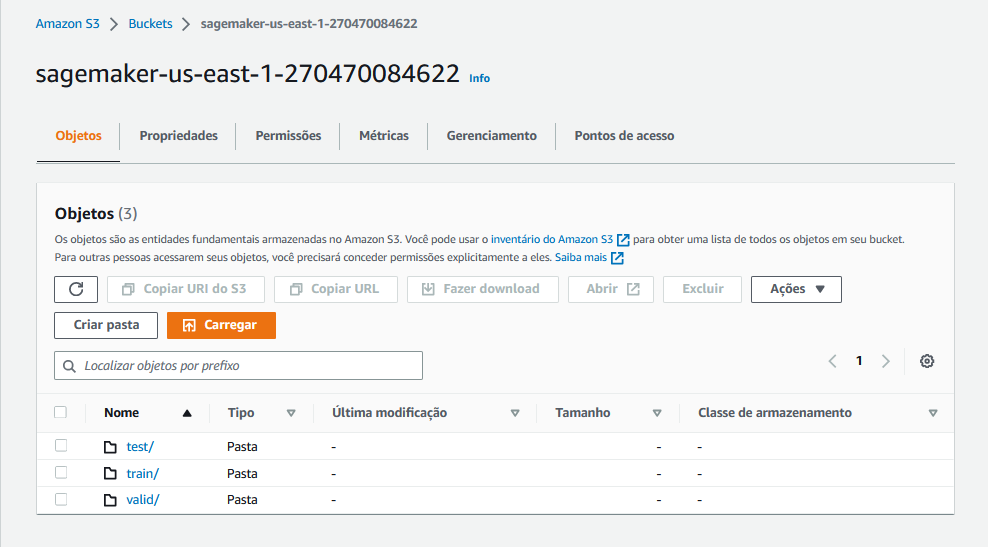 Amazon S3 > Buckets > sagemaker-us-east-1-270470084622
sagemaker-us-east-1-270470084622 Info
Objetos Propriedades Permissões Métricas Gerenciamento Pontos de acesso
Objetos (3)
Os objetos são as entidades fundamentais armazenadas no Amazon S3. Você pode usar o inventário do Amazon S3 para obter uma lista de todos os objetos em seu bucket.
Para outras pessoas acessarem seus objetos, você precisará conceder permissões explicitamente a eles. Saiba mais
Copiar URI do S3 Copiar URL Fazer download Abrir Excluir Ações
Criar pasta Carregar
Localizar objetos por prefixo 1
Nome Tipo Última modificação Tamanho Classe de armazenamento
test/ Pasta - - -
train/ Pasta - - -
valid/ Pasta - - -